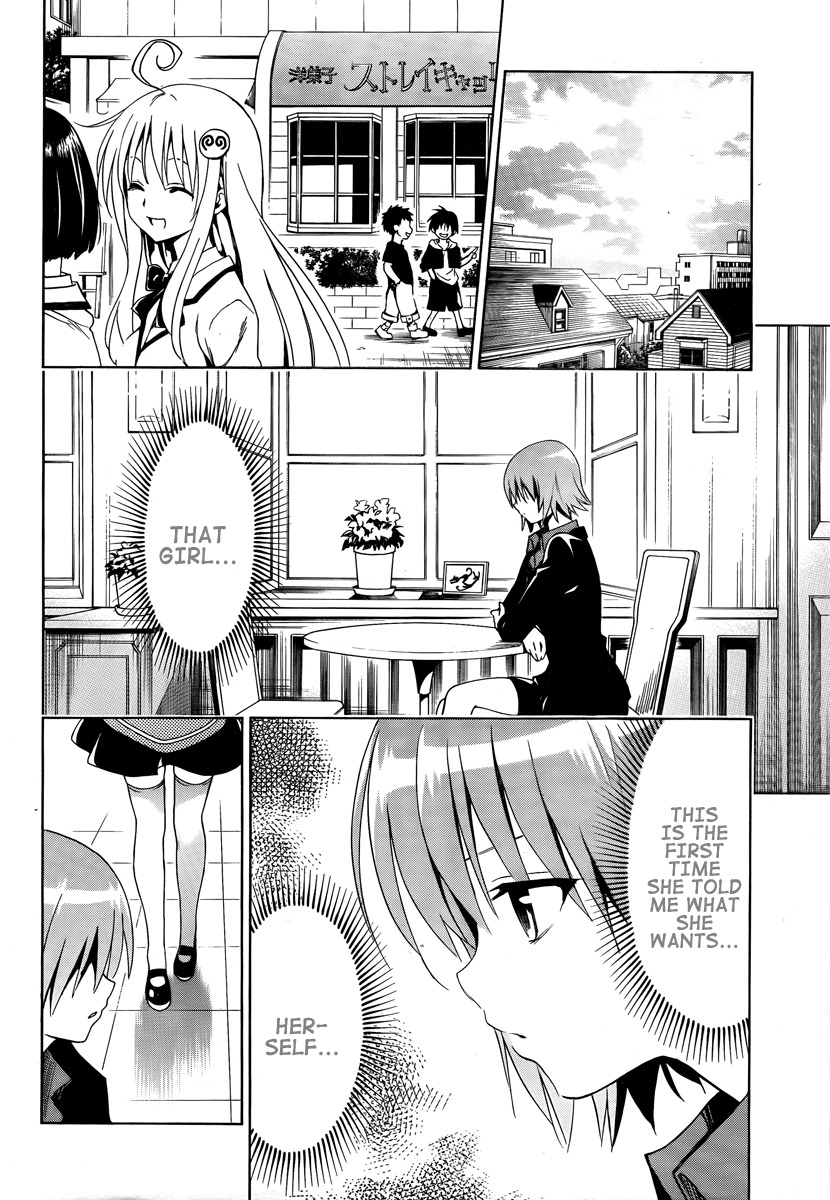 洋菓子 ストレイキャッ
THAT
GIRL...
THIS
IS THE
FIRST
TIME
SHE TOLD
ME WHAT
SHE
WANTS...
HER-
SELF...